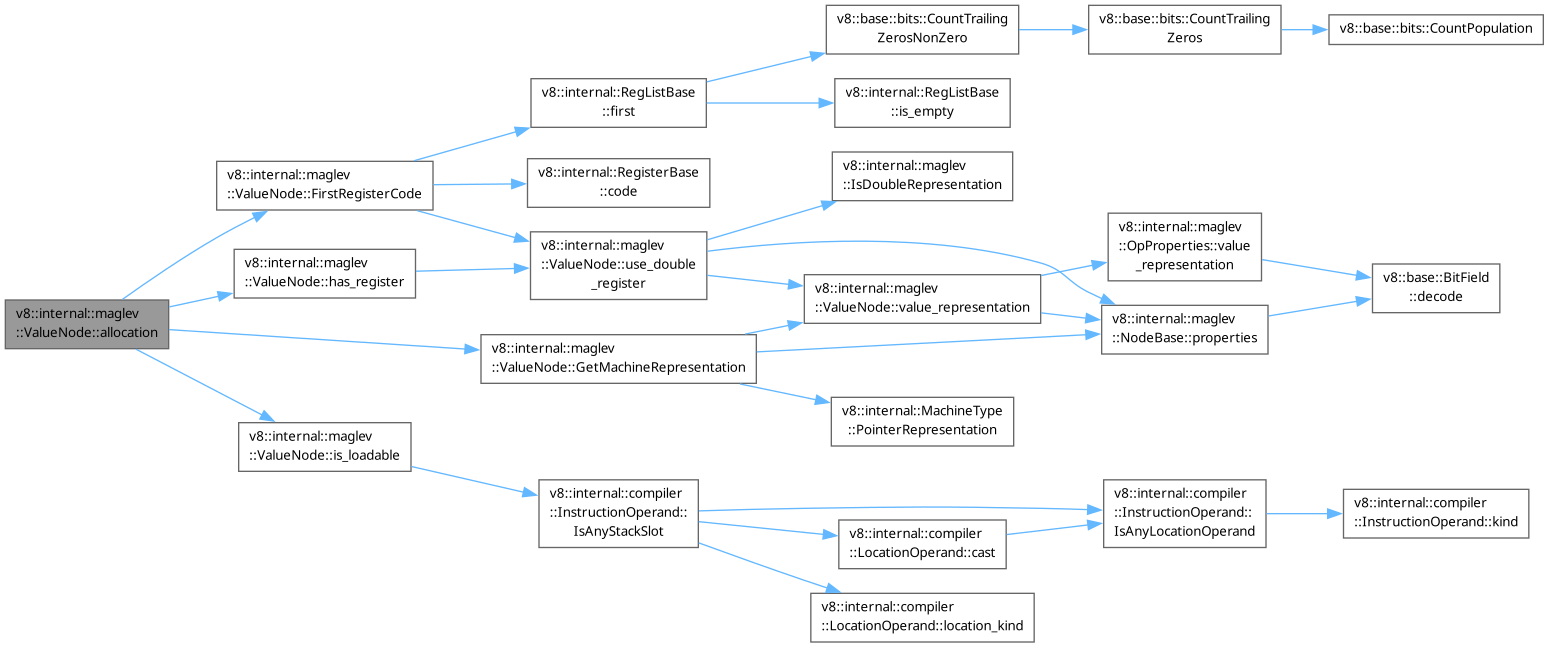 v8::internal::maglev
::ValueNode::allocation
v8::internal::maglev
::ValueNode::FirstRegisterCode
v8::internal::RegListBase
::first
v8::base::bits::CountTrailing
ZerosNonZero
v8::base::bits::CountTrailing
Zeros
v8::base::bits::CountPopulation
v8::internal::RegListBase
::is_empty
v8::internal::RegisterBase
::code
v8::internal::maglev
::ValueNode::use_double
_register
v8::internal::maglev
::IsDoubleRepresentation
v8::internal::maglev
::ValueNode::value_representation
v8::internal::maglev
::OpProperties::value
_representation
v8::base::BitField
::decode
v8::internal::maglev
::NodeBase::properties
v8::internal::maglev
::ValueNode::has_register
v8::internal::maglev
::ValueNode::GetMachineRepresentation
v8::internal::MachineType
::PointerRepresentation
v8::internal::maglev
::ValueNode::is_loadable
v8::internal::compiler
::InstructionOperand::
IsAnyStackSlot
v8::internal::compiler
::InstructionOperand::
IsAnyLocationOperand
v8::internal::compiler
::InstructionOperand::kind
v8::internal::compiler
::LocationOperand::cast
v8::internal::compiler
::LocationOperand::location_kind